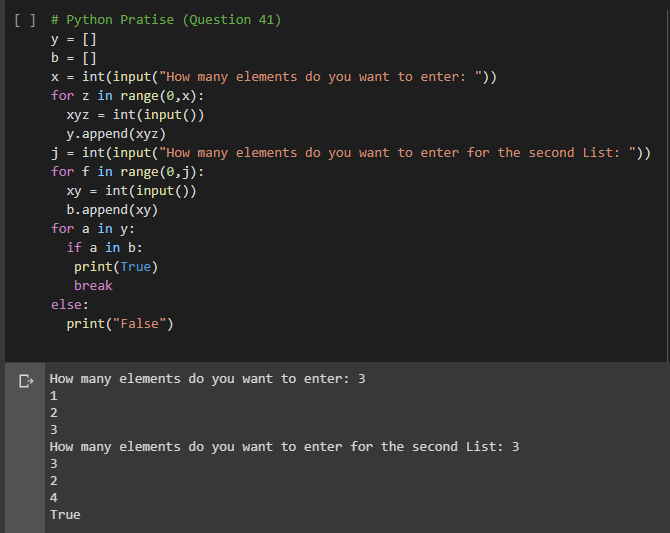 [ ] # Python Pratise (Question 41)
y = []
b = []
x = int(input("How many elements do you want to enter: "))
for z in range(0,x):
  xyz = int(input())
  y.append(xyz)
j = int(input("How many elements do you want to enter for the second List: "))
for f in range(0,j):
  xy = int(input())
  b.append(xy)
for a in y:
  if a in b:
   print(True)
   break
else:
  print("False")
How many elements do you want to enter: 3
1
2
3
How many elements do you want to enter for the second List: 3
3
2
4
True